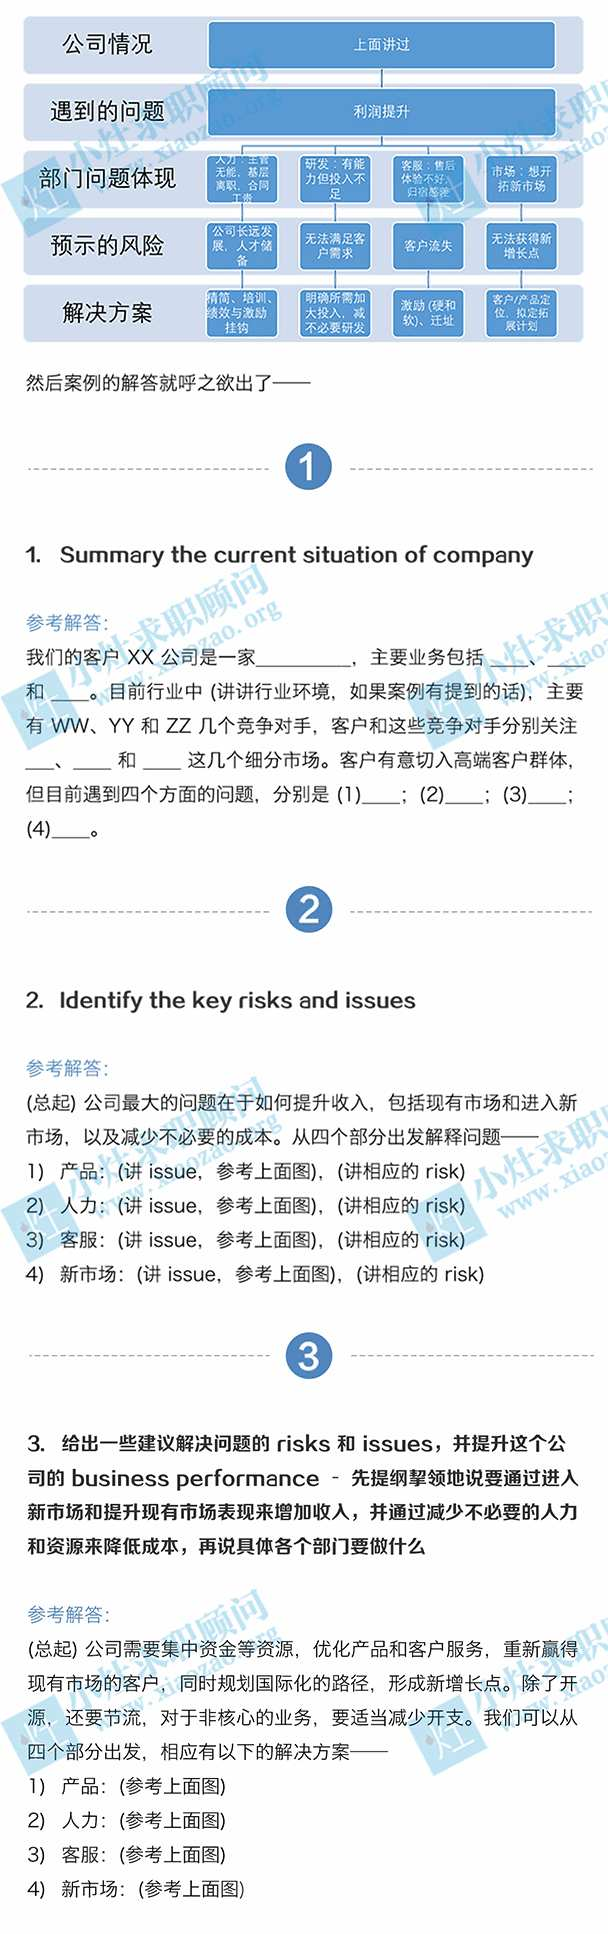 公司情况
上面讲过
遇到的问题
利润提升
部门问题体现
人力：主管
无能，基层
离职，合同
工贵
研发：有能
力但投入不
足
客服：售后
体验不好，
归宿感差
市场：想开
拓新市场
预示的风险
公司长远发
展，人才储
备
无法满足客
户需求
客户流失
无法获得新
增长点
解决方案
精简、培训、
绩效与激励
挂钩
明确所需加
大投入，减
不必要研发
激励 (硬和
软)、迁址
客户/产品定
位，拟定拓
展计划
然后案例的解答就呼之欲出了——
1
1. Summary the current situation of company
参考解答：
我们的客户 XX 公司是一家__________，主要业务包括 ____、____
和 ____。目前行业中 (讲讲行业环境，如果案例有提到的话)，主要
有 WW、YY 和 ZZ 几个竞争对手，客户和这些竞争对手分别关注
___、____ 和 ____ 这几个细分市场。客户有意切入高端客户群体，
但目前遇到四个方面的问题，分别是 (1)____；(2)____；(3)____；
(4)____。
2
2. Identify the key risks and issues
参考解答：
(总起) 公司最大的问题在于如何提升收入，包括现有市场和进入新
市场，以及减少不必要的成本。从四个部分出发解释问题——
1) 产品：(讲 issue，参考上面图)，(讲相应的 risk)
2) 人力：(讲 issue，参考上面图)，(讲相应的 risk)
3) 客服：(讲 issue，参考上面图)，(讲相应的 risk)
4) 新市场：(讲 issue，参考上面图)，(讲相应的 risk)
3
3. 给出一些建议解决问题的 risks 和 issues，并提升这个公
司的 business performance - 先提纲挈领地说要通过进入
新市场和提升现有市场表现来增加收入，并通过减少不必要的人力
和资源来降低成本，再说具体各个部门要做什么
参考解答：
(总起) 公司需要集中资金等资源，优化产品和客户服务，重新赢得
现有市场的客户，同时规划国际化的路径，形成新增长点。除了开
源，还要节流，对于非核心的业务，要适当减少开支。我们可以从
四个部分出发，相应有以下的解决方案——
1) 产品：(参考上面图)
2) 人力：(参考上面图)
3) 客服：(参考上面图)
4) 新市场：(参考上面图)
小灶求职顾问
www.xiaozao.org